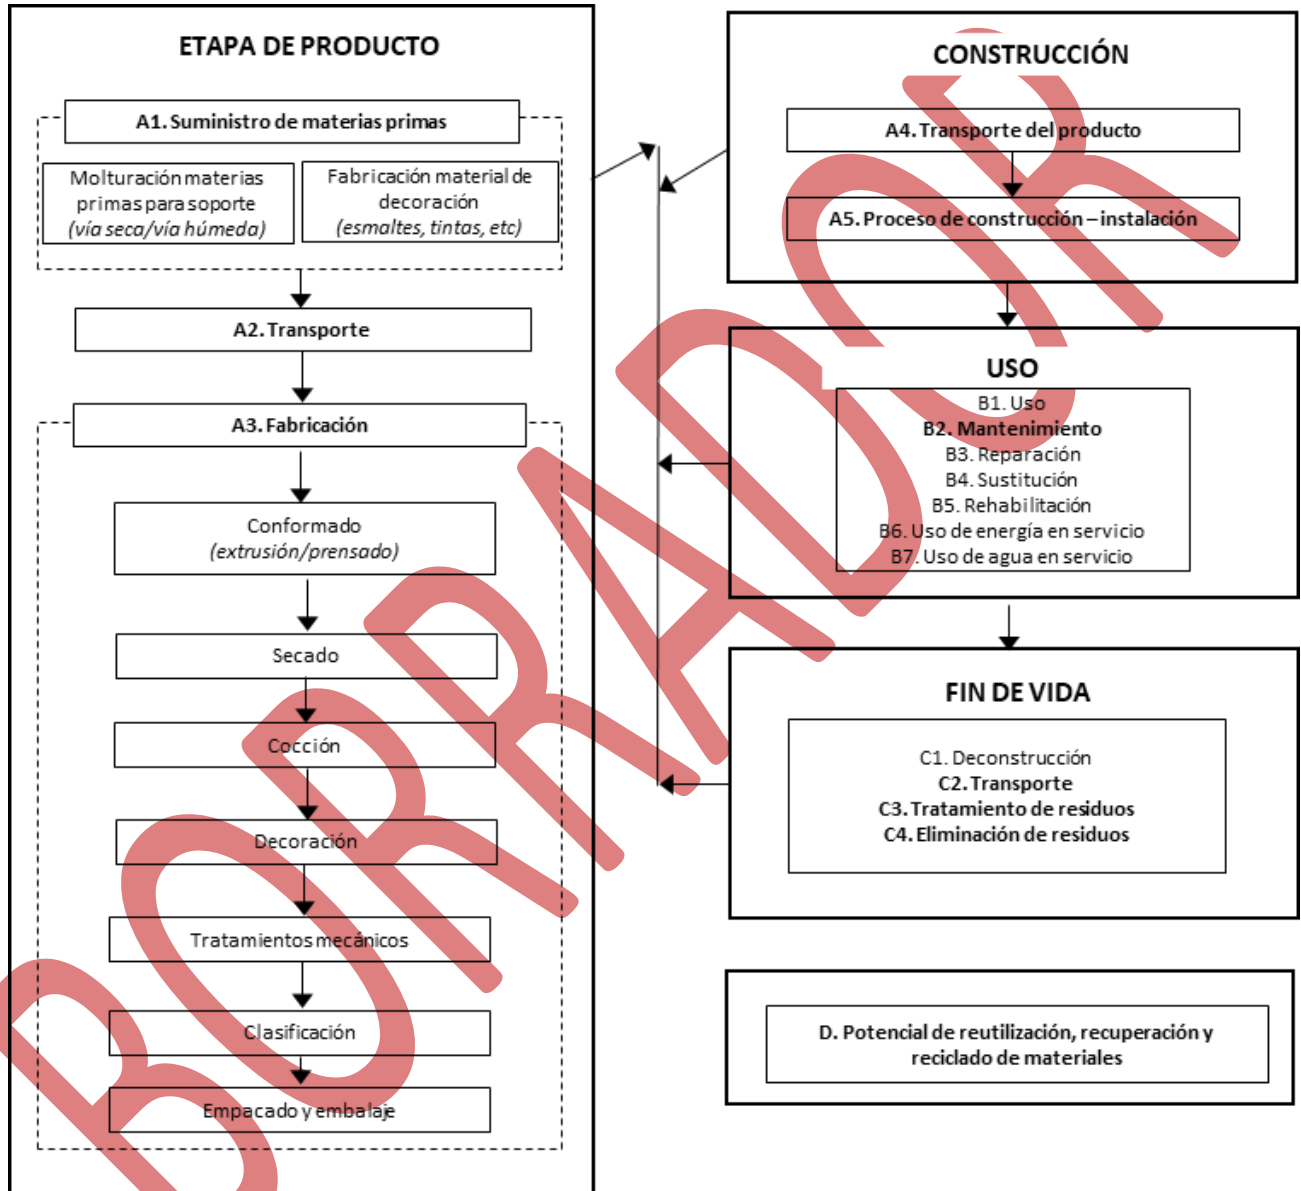 ETAPA DE PRODUCTO
A1. Suministro de materias primas
Molturación materias
primas para soporte
(vía seca/vía húmeda)
Fabricación material de
decoración
(esmaltes, tintas, etc)
A2. Transporte
A3. Fabricación
Conformado
(extrusión/prensado)
Secado
Cocción
Decoración
Tratamientos mecánicos
Clasificación
Empacado y embalaje
CONSTRUCCIÓN
A4. Transporte del producto
A5. Proceso de construcción – instalación
USO
B1. Uso
B2. Mantenimiento
B3. Reparación
B4. Sustitución
B5. Rehabilitación
B6. Uso de energía en servicio
B7. Uso de agua en servicio
FIN DE VIDA
C1. Deconstrucción
C2. Transporte
C3. Tratamiento de residuos
C4. Eliminación de residuos
D. Potencial de reutilización, recuperación y
reciclado de materiales
BORRADOR